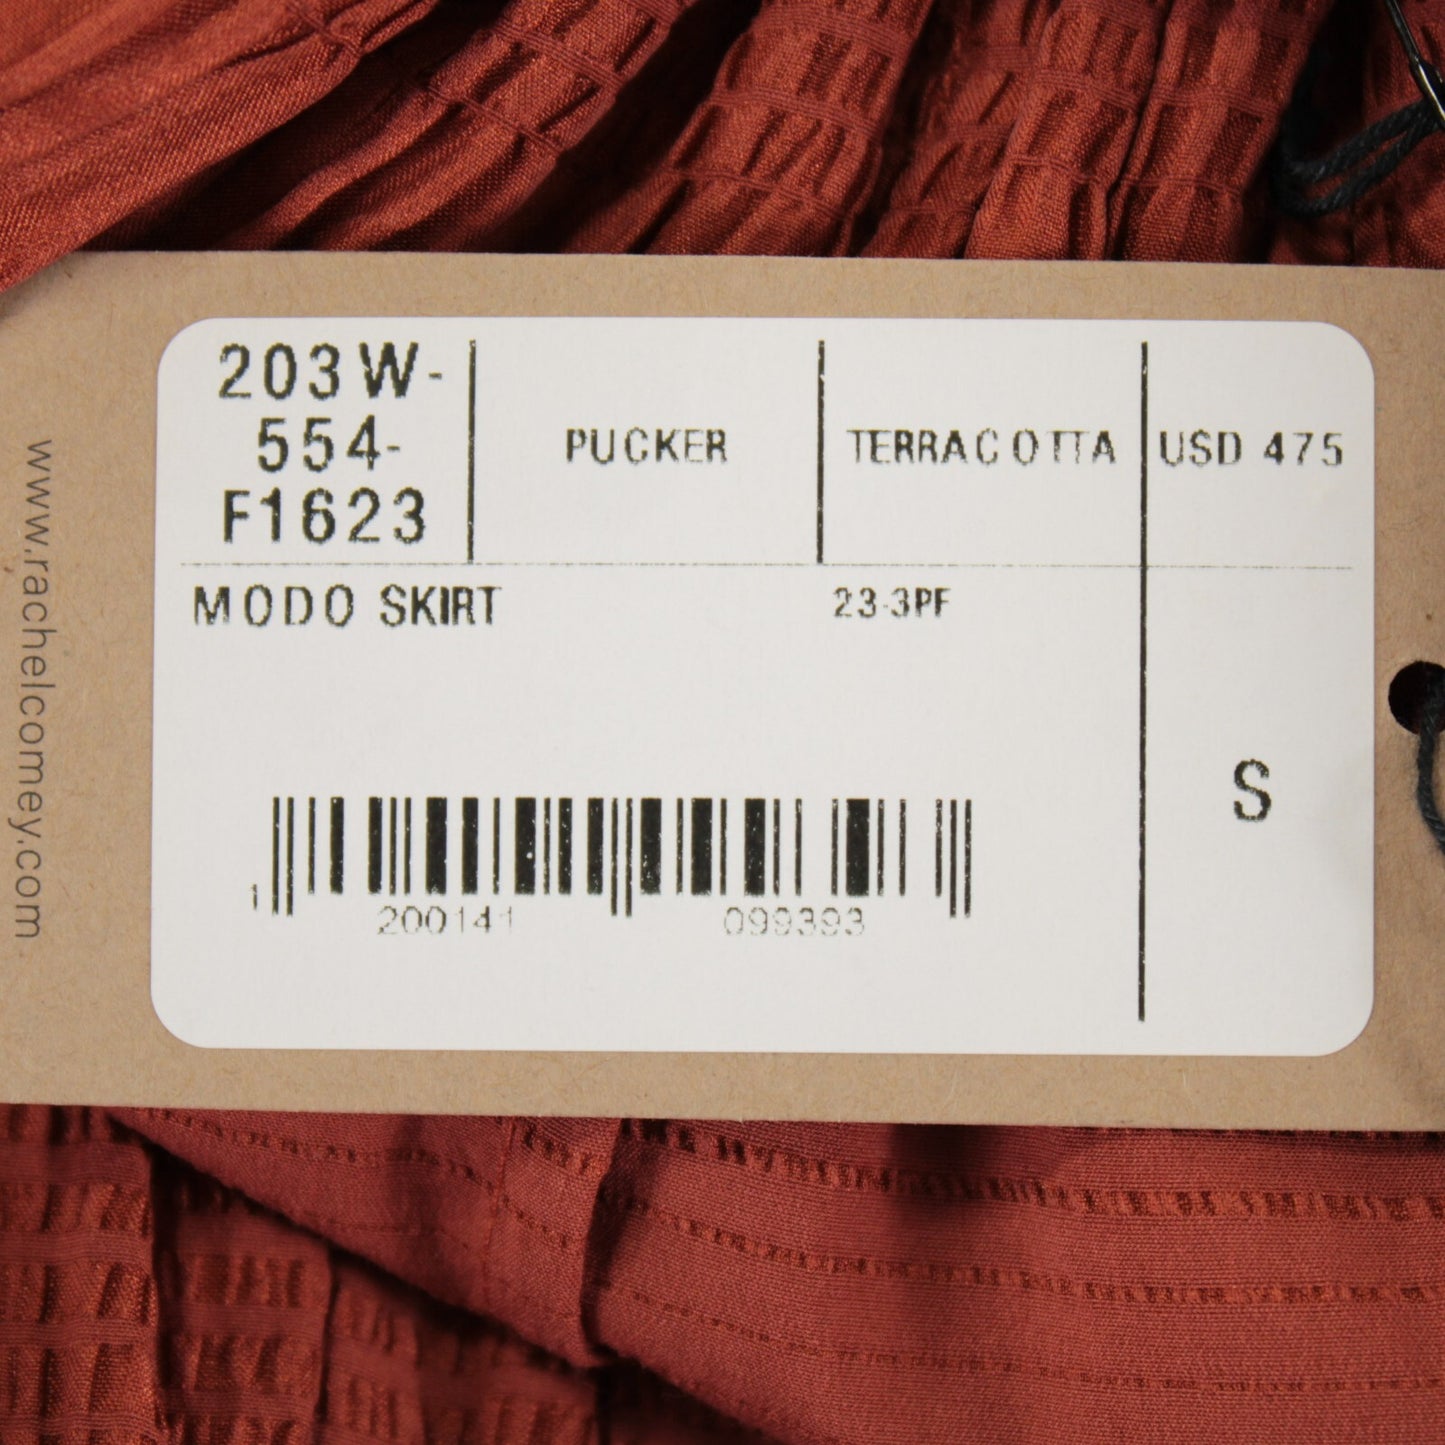 203W-
554-
F1623
PUCKER
TERRACOTTA
USD 475
MODO SKIRT
23-3PF
S
1
200141
099393
www.rachelcomey.com